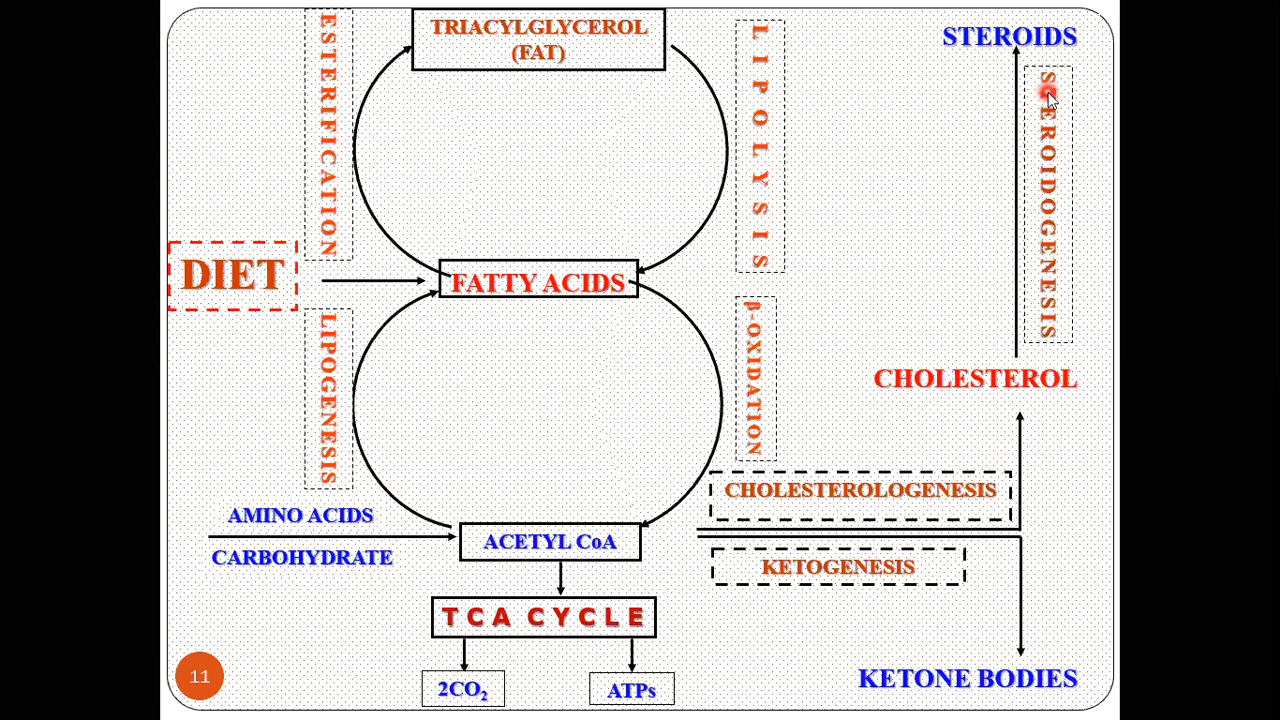 TRIACYLGLYCEROL
(FAT)
ESTERIFICATION
LIPOLYSIS
STEROIDS
STEROIDOGENESIS
DIET
FATTY ACIDS
LIPOGENESIS
β-OXIDATION
CHOLESTEROL
CHOLESTEROLOGENESIS
AMINO ACIDS
CARBOHYDRATE
ACETYL CoA
KETOGENESIS
TCA CYCLE
2CO₂
ATPs
KETONE BODIES
11